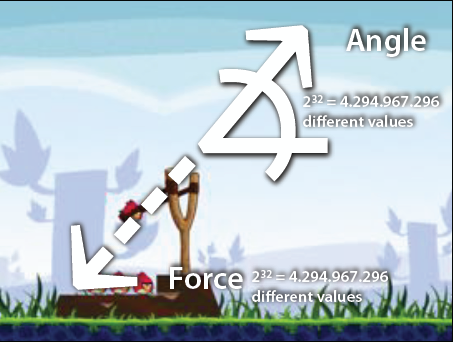 Angle
2³² = 4.294.967.296
different values
Force
2³² = 4.294.967.296
different values